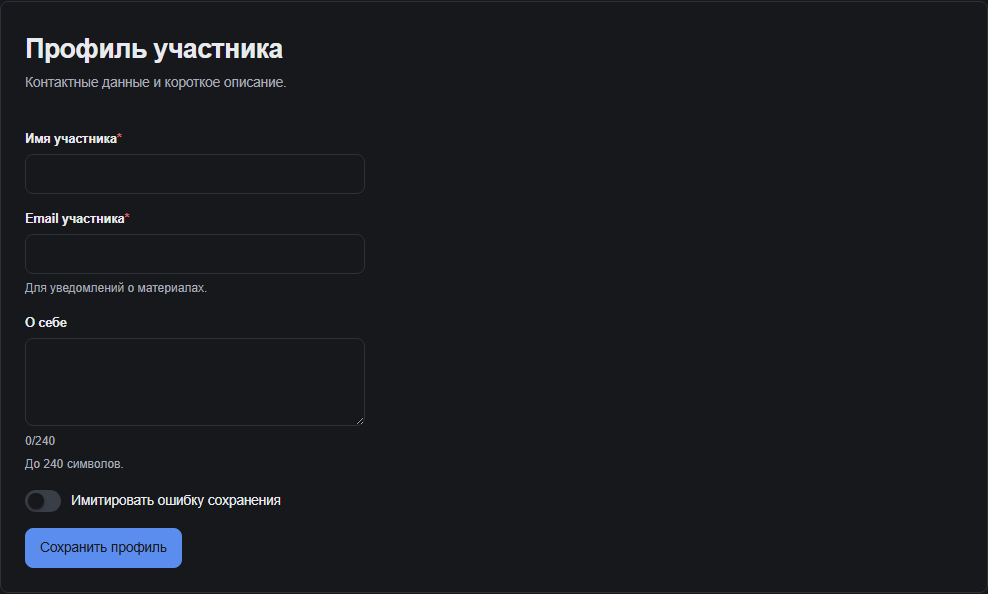 Профиль участника
Контактные данные и короткое описание.
Имя участника*
Email участника*
Для уведомлений о материалах.
О себе
0/240
До 240 символов.
Имитировать ошибку сохранения
Сохранить профиль